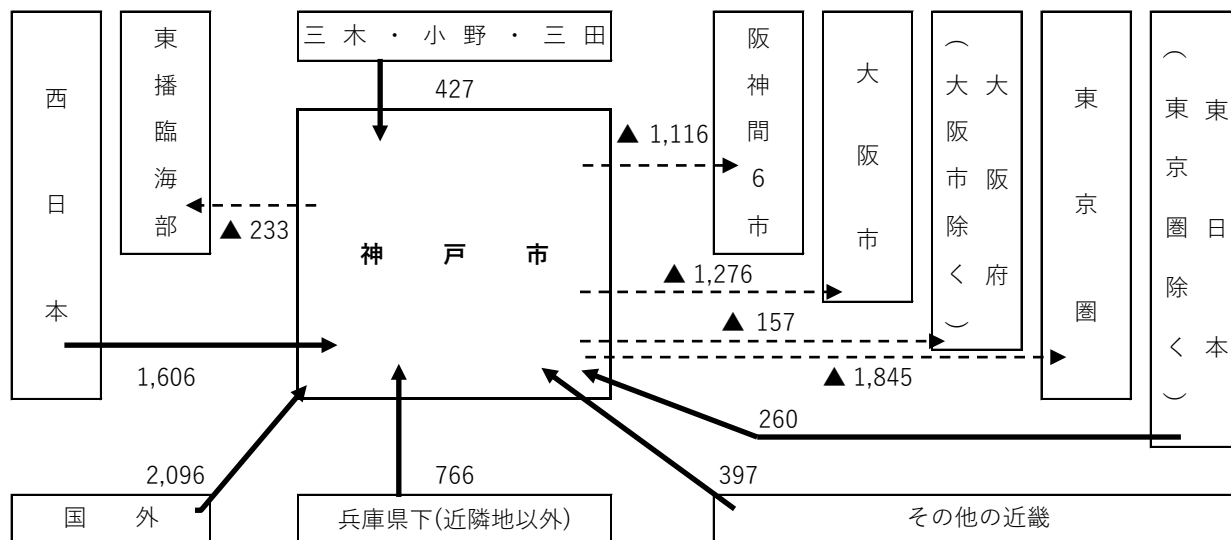 西日本
東播臨海部
三木・小野・三田
427
神戸市
▲ 233
▲ 1,116
阪神間6市
▲ 1,276
大阪市
▲ 157
大阪府
(大阪市除く)
▲ 1,845
東京圏
東日本
(東京圏除く)
1,606
260
2,096
766
397
国外
兵庫県下(近隣地以外)
その他の近畿